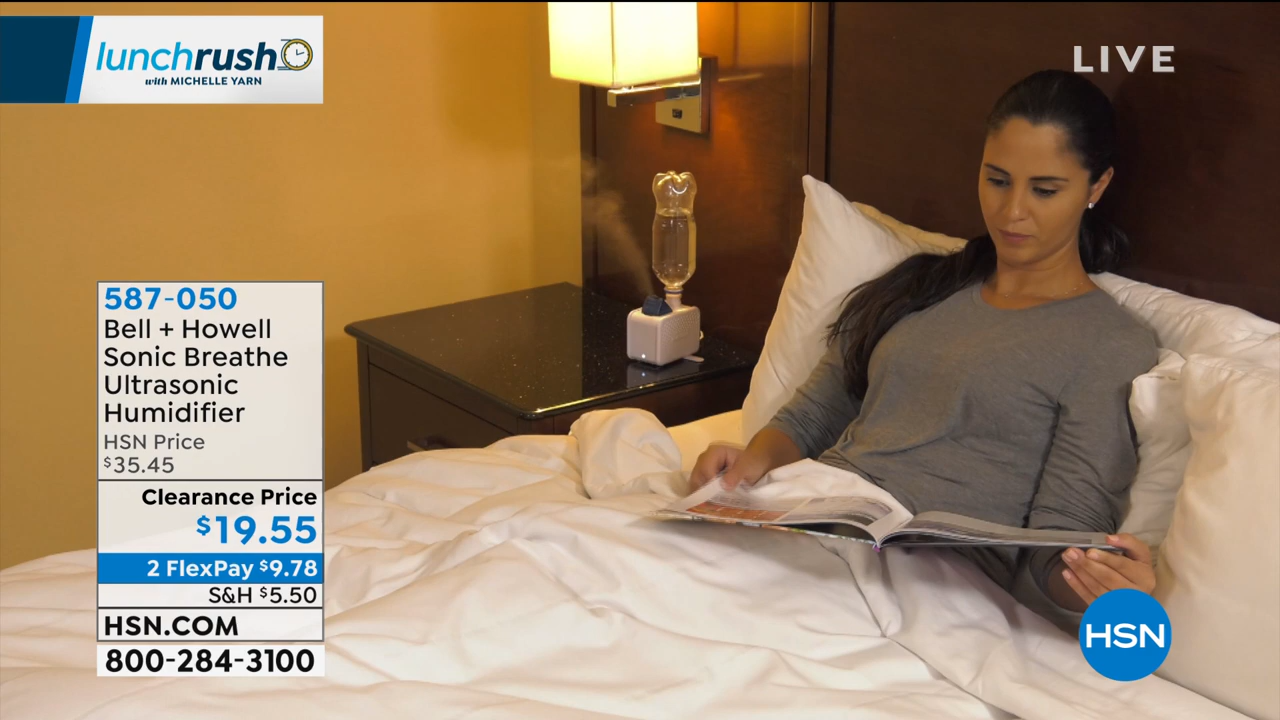 lunchrush
with MICHELLE YARN
LIVE
587-050
Bell + Howell
Sonic Breathe
Ultrasonic
Humidifier
HSN Price
$35.45
Clearance Price
$19.55
2 FlexPay $9.78
S&H $5.50
HSN.COM
800-284-3100
HSN